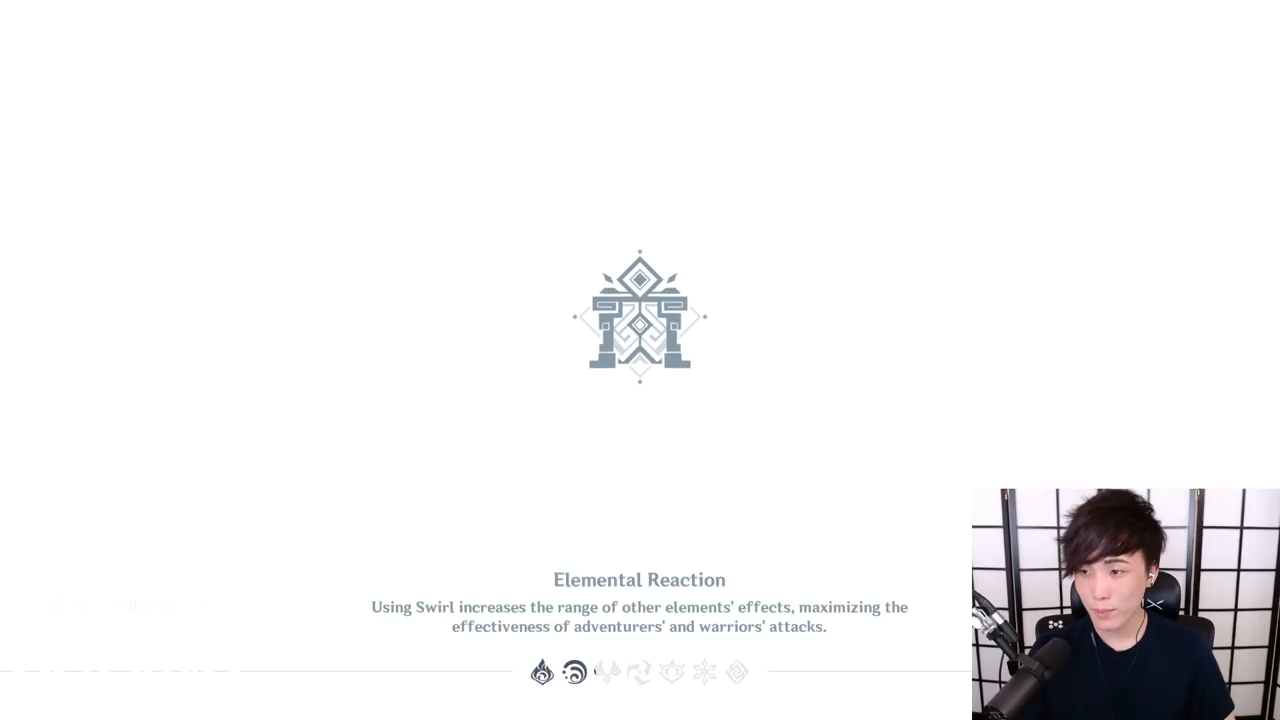 Elemental Reaction
Using Swirl increases the range of other elements' effects, maximizing the
effectiveness of adventurers' and warriors' attacks.